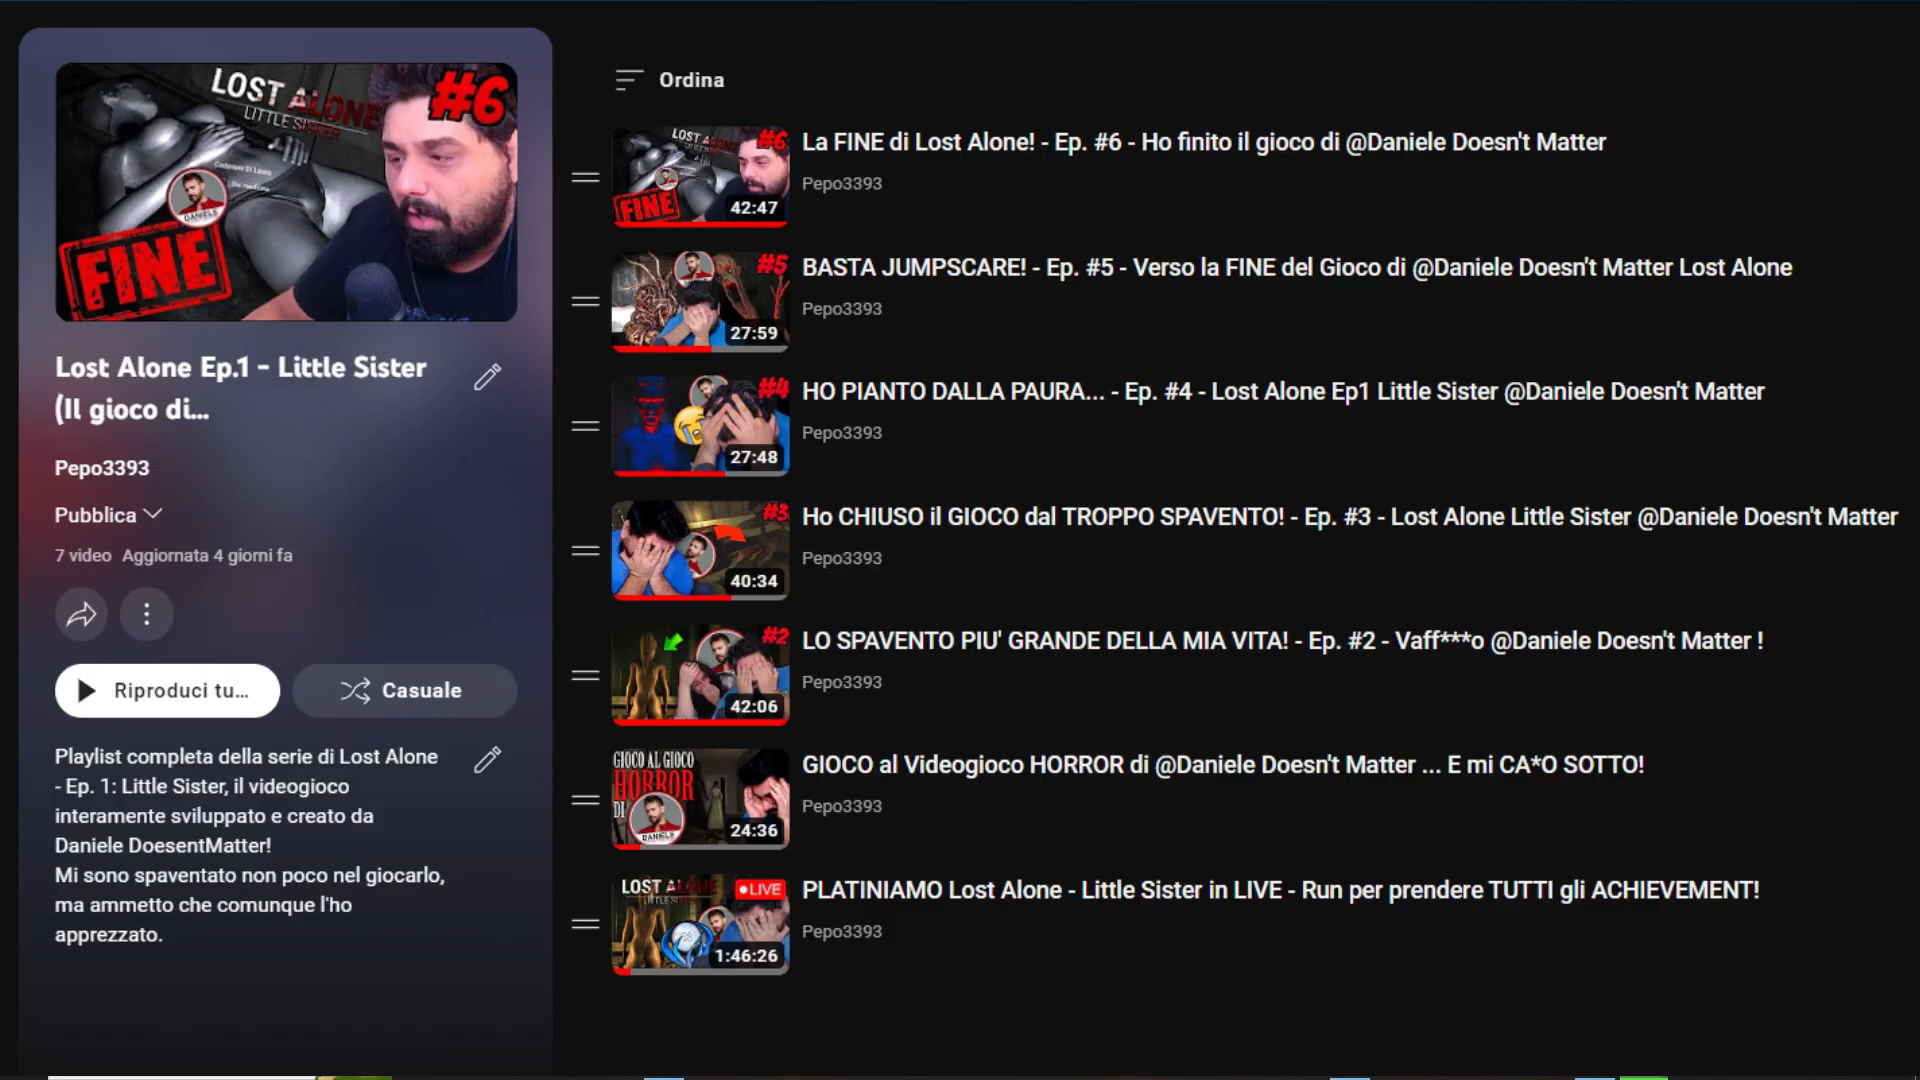 LOST ALONE
LITTLE SISTER
#6
Cadavere Di Laura
DANIELE
FINE
Lost Alone Ep.1 - Little Sister
(Il gioco di...
Pepo3393
Pubblica
7 video Aggiornata 4 giorni fa
Riproduci tu...
Casuale
Playlist completa della serie di Lost Alone
- Ep. 1: Little Sister, il videogioco
interamente sviluppato e creato da
Daniele DoesentMatter!
Mi sono spaventato non poco nel giocarlo,
ma ammetto che comunque l'ho
apprezzato.
Ordina
LOST ALONE
#6
FINE
42:47
La FINE di Lost Alone! - Ep. #6 - Ho finito il gioco di @Daniele Doesn't Matter
Pepo3393
#5
27:59
BASTA JUMPSCARE! - Ep. #5 - Verso la FINE del Gioco di @Daniele Doesn't Matter Lost Alone
Pepo3393
#4
27:48
HO PIANTO DALLA PAURA... - Ep. #4 - Lost Alone Ep1 Little Sister @Daniele Doesn't Matter
Pepo3393
#3
40:34
Ho CHIUSO il GIOCO dal TROPPO SPAVENTO! - Ep. #3 - Lost Alone Little Sister @Daniele Doesn't Matter
Pepo3393
#2
42:06
LO SPAVENTO PIU' GRANDE DELLA MIA VITA! - Ep. #2 - Vaff***o @Daniele Doesn't Matter !
Pepo3393
GIOCO AL GIOCO
HORROR
DI
DANIELE
24:36
GIOCO al Videogioco HORROR di @Daniele Doesn't Matter ... E mi CA*O SOTTO!
Pepo3393
LOST ALONE
LIVE
1:46:26
PLATINIAMO Lost Alone - Little Sister in LIVE - Run per prendere TUTTI gli ACHIEVEMENT!
Pepo3393